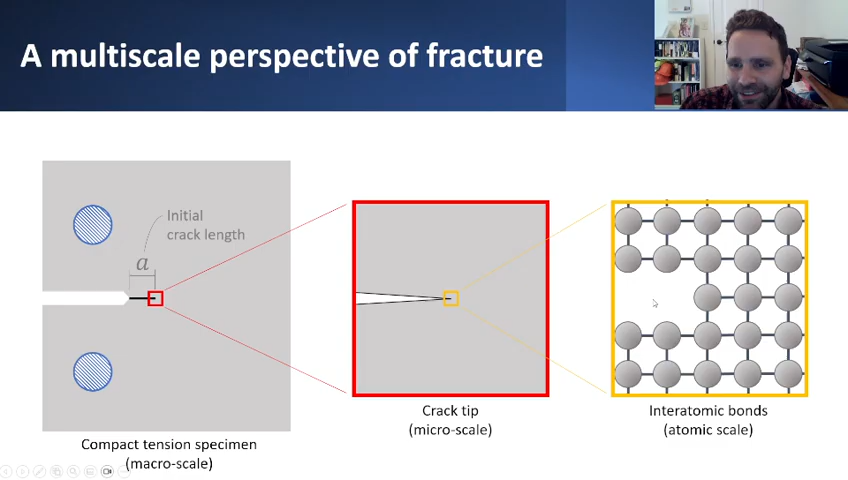 A multiscale perspective of fracture
Initial
crack length
a
Compact tension specimen
(macro-scale)
Crack tip
(micro-scale)
Interatomic bonds
(atomic scale)